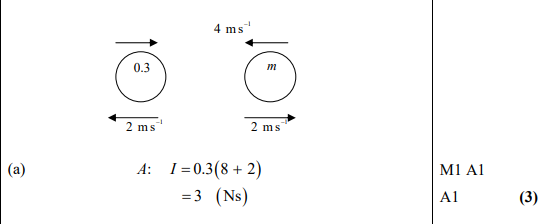 4 m s⁻¹
0.3 m
2 m s⁻¹ 2 m s⁻¹
(a) A: I = 0.3(8 + 2) M1 A1
= 3 (Ns) A1 (3)